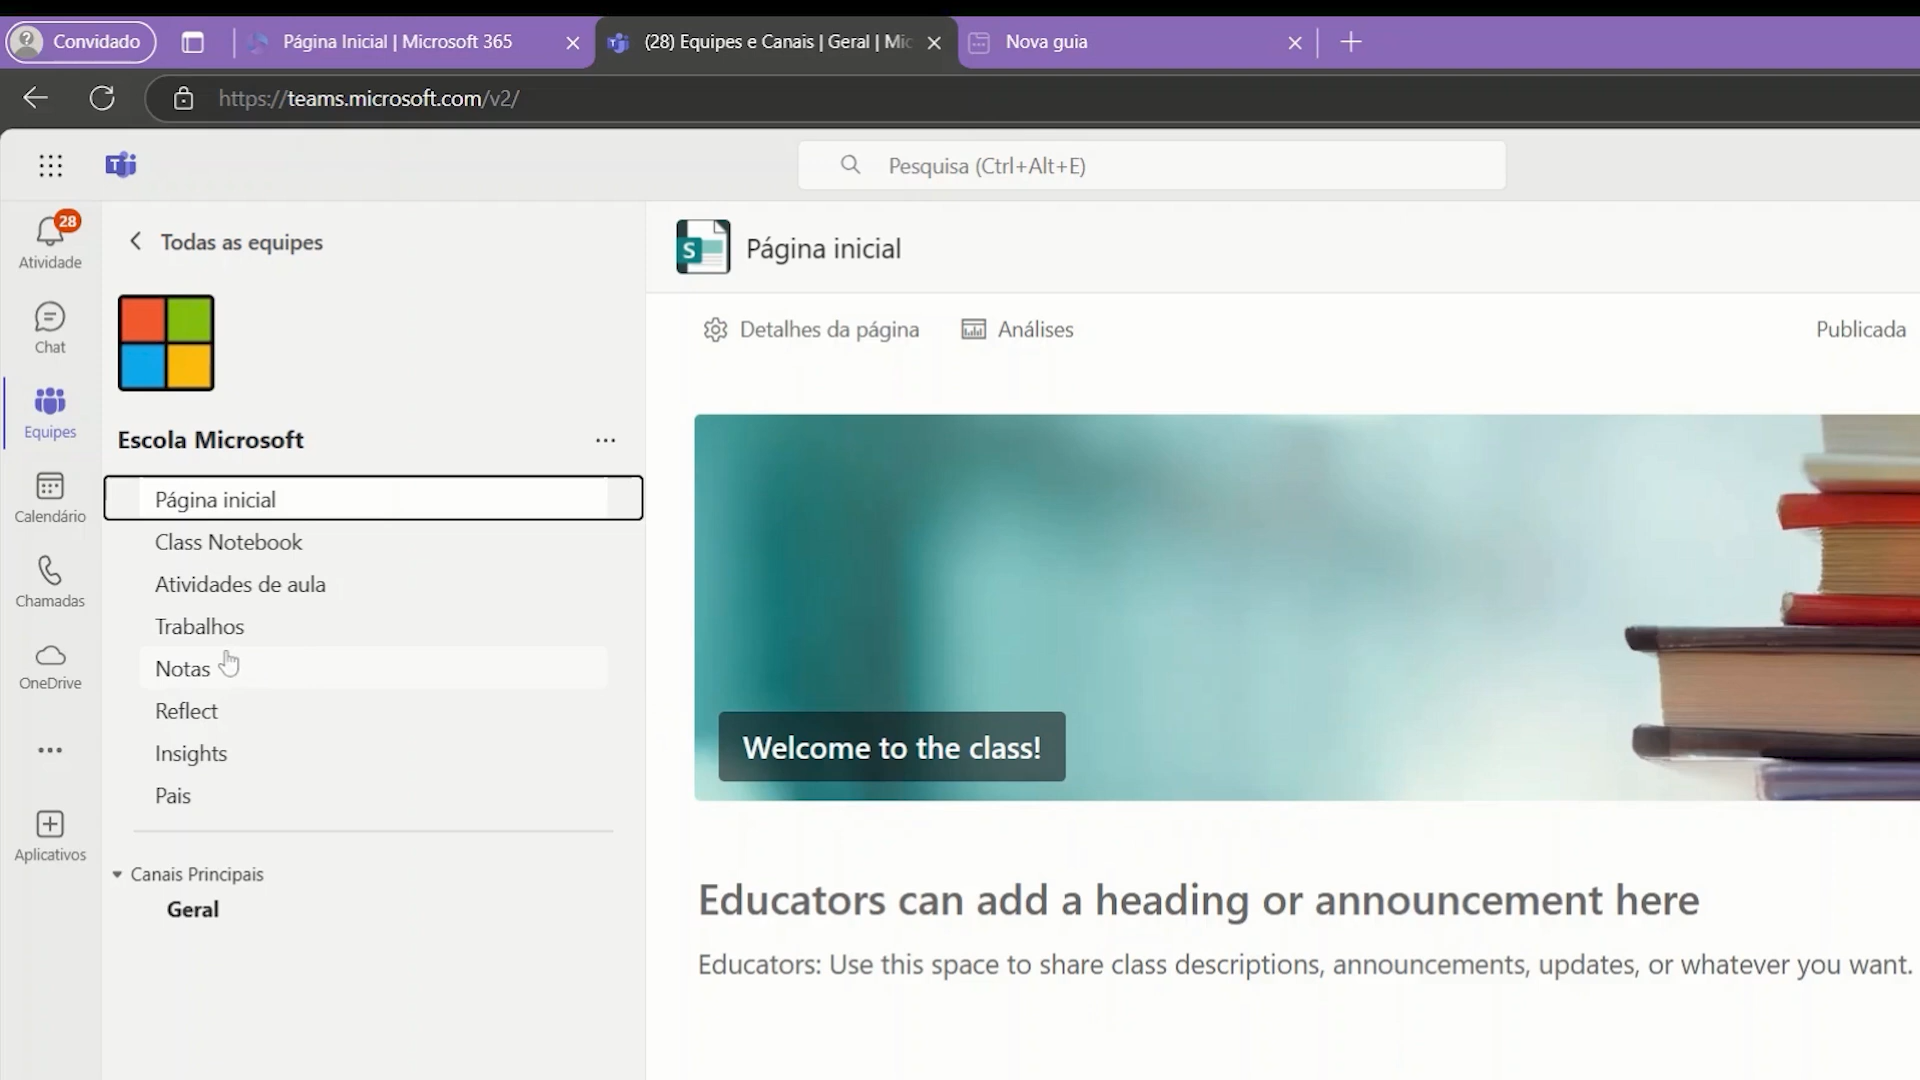 Convidado
Página Inicial | Microsoft 365
(28) Equipes e Canais | Geral | Mic
Nova guia
https://teams.microsoft.com/v2/
Pesquisa (Ctrl+Alt+E)
28
Atividade
Chat
Equipes
Calendário
Chamadas
OneDrive
Aplicativos
Todas as equipes
Escola Microsoft
Página inicial
Class Notebook
Atividades de aula
Trabalhos
Notas
Reflect
Insights
Pais
Canais Principais
Geral
S
Página inicial
Detalhes da página
Análises
Publicada
Welcome to the class!
Educators can add a heading or announcement here
Educators: Use this space to share class descriptions, announcements, updates, or whatever you want.